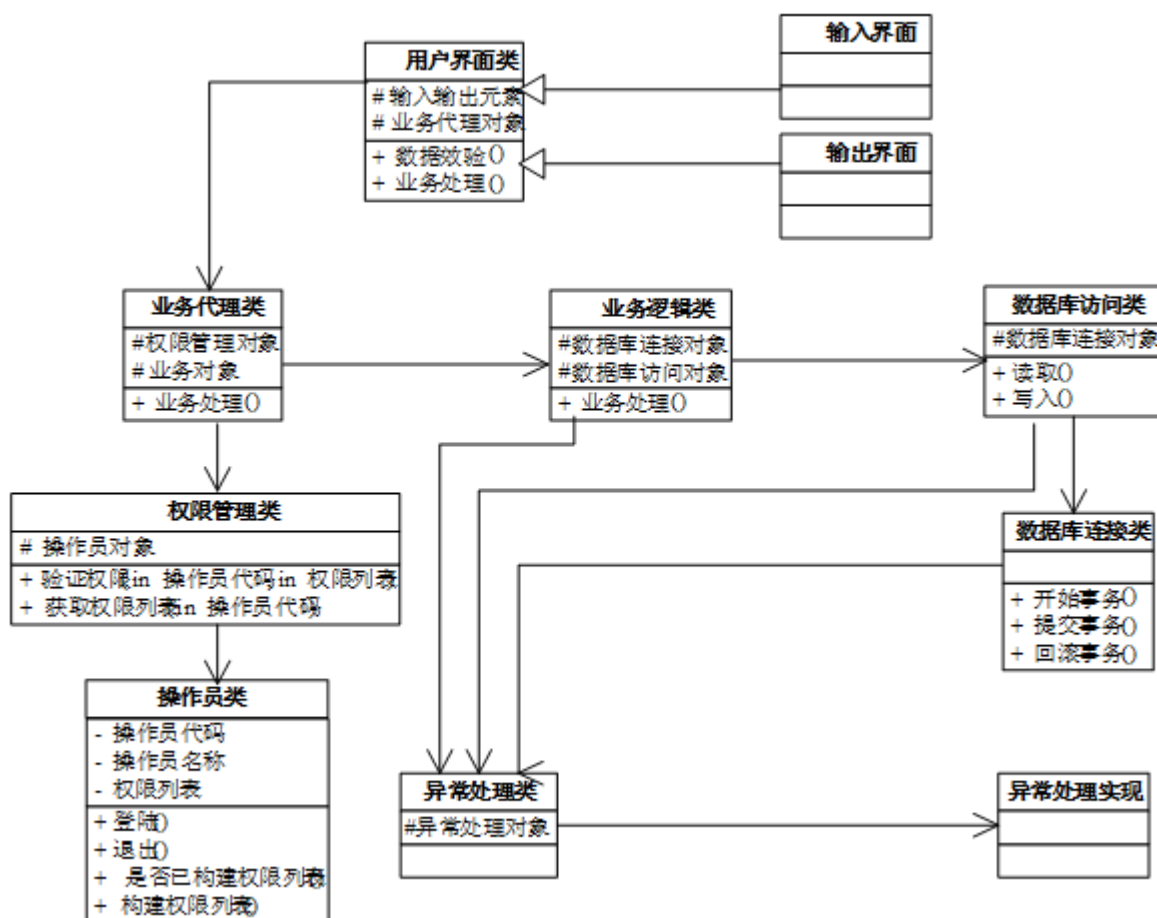 用户界面类
# 输入输出元素
# 业务代理对象
+ 数据效验()
+ 业务处理()
输入界面
输出界面
业务代理类
#权限管理对象
# 业务对象
+ 业务处理()
业务逻辑类
#数据库连接对象
#数据库访问对象
+ 业务处理()
数据库访问类
#数据库连接对象
+ 读取()
+ 写入()
权限管理类
# 操作员对象
+ 验证权限in 操作员代码in 权限列表
+ 获取权限列表in 操作员代码
数据库连接类
+ 开始事务()
+ 提交事务()
+ 回滚事务()
操作员类
- 操作员代码
- 操作员名称
- 权限列表
+ 登陆()
+ 退出()
+ 是否已构建权限列表
+ 构建权限列表)
异常处理类
#异常处理对象
异常处理实现